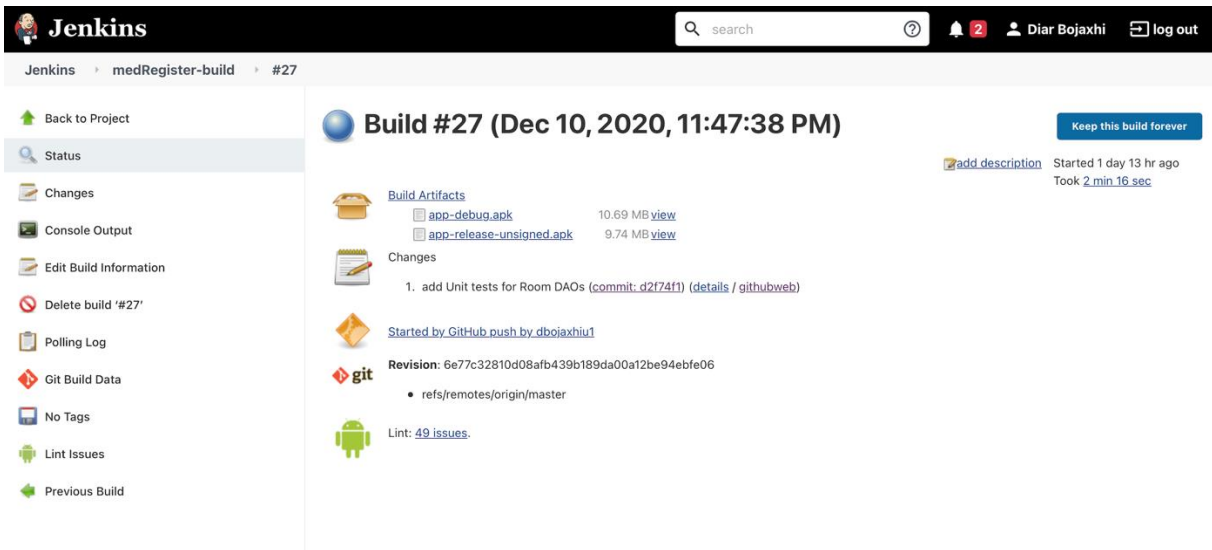 Jenkins
search
2
Diar Bojaxhi
log out
Jenkins
medRegister-build
#27
Back to Project
Status
Changes
Console Output
Edit Build Information
Delete build ‘#27’
Polling Log
Git Build Data
No Tags
Lint Issues
Previous Build
Build #27 (Dec 10, 2020, 11:47:38 PM)
Keep this build forever
add description
Started 1 day 13 hr ago
Took 2 min 16 sec
Build Artifacts
app-debug.apk 10.69 MB view
app-release-unsigned.apk 9.74 MB view
Changes
1. add Unit tests for Room DAOs (commit: d2f74f1) (details / githubweb)
Started by GitHub push by dbojaxhiu1
git
Revision: 6e77c32810d08afb439b189da00a12be94ebfe06
• refs/remotes/origin/master
Lint: 49 issues.